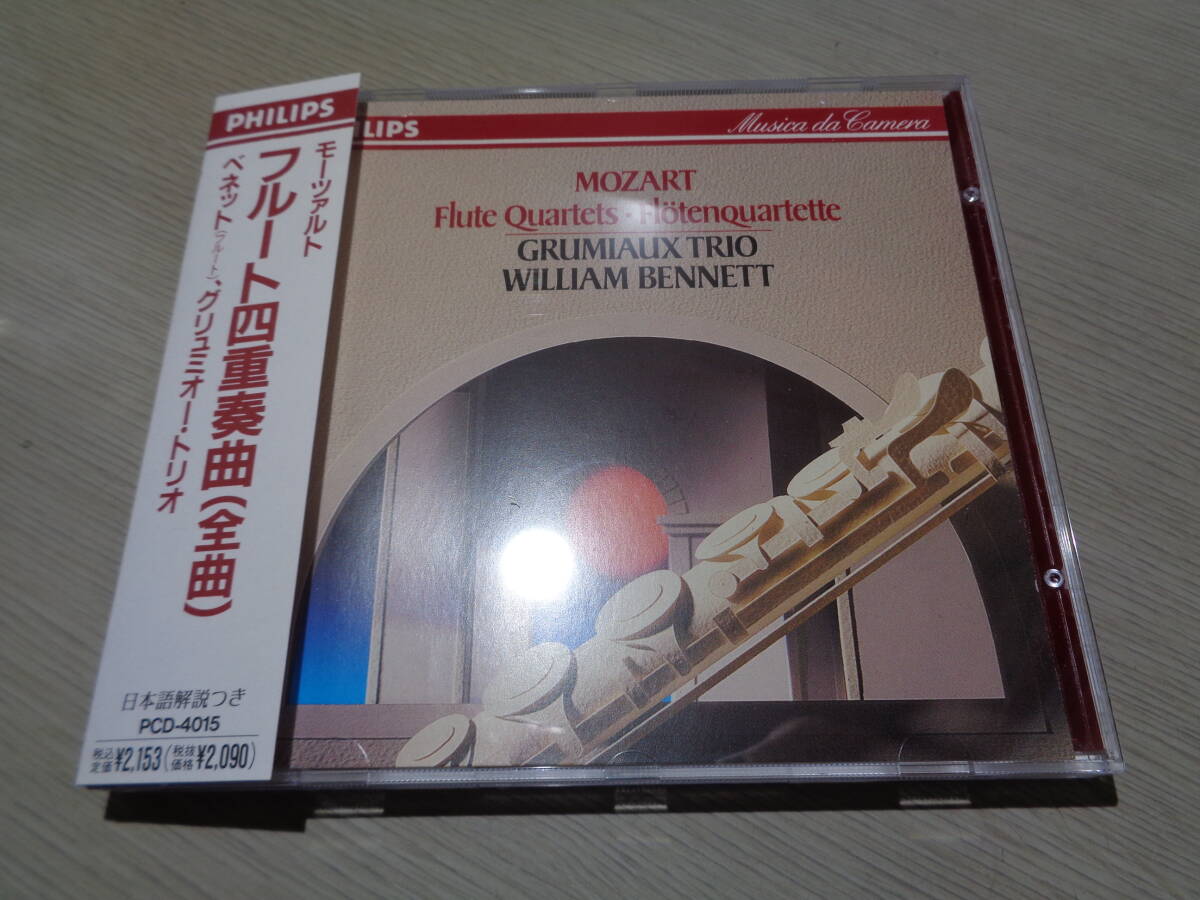 PHILIPS
モーツァルト
フルート四重奏曲(全曲)
ベネット(フルート)、グリュミオー・トリオ
日本語解説つき
PCD-4015
税込定価¥2,153(税抜価格¥2,090)
LIPS
Musica da Camera
MOZART
Flute Quartets · Flötenquartette
GRUMIAUX TRIO
WILLIAM BENNETT